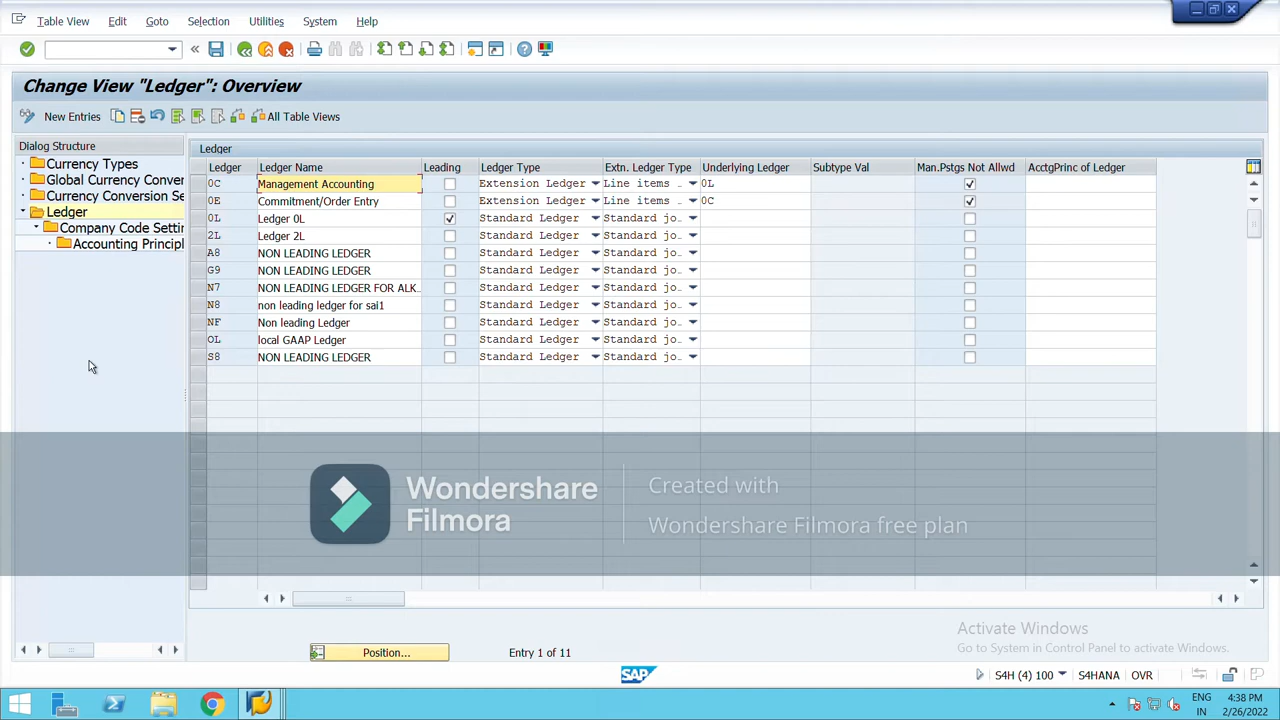 Table View Edit Goto Selection Utilities System Help
Change View "Ledger": Overview
New Entries All Table Views
Dialog Structure
Currency Types
Global Currency Conver
Currency Conversion Se
Ledger
Company Code Setti
Accounting Principl
Ledger
Ledger Ledger Name Leading Ledger Type Extn. Ledger Type Underlying Ledger Subtype Val Man.Pstgs Not Allwd AcctgPrinc of Ledger
0C Management Accounting Extension Ledger Line items .. 0L
0E Commitment/Order Entry Extension Ledger Line items .. 0C
0L Ledger 0L Standard Ledger Standard jo..
2L Ledger 2L Standard Ledger Standard jo..
A8 NON LEADING LEDGER Standard Ledger Standard jo..
G9 NON LEADING LEDGER Standard Ledger Standard jo..
N7 NON LEADING LEDGER FOR ALK... Standard Ledger Standard jo..
N8 non leading ledger for sal1 Standard Ledger Standard jo..
NF Non leading Ledger Standard Ledger Standard jo..
OL local GAAP Ledger Standard Ledger Standard jo..
S8 NON LEADING LEDGER Standard Ledger Standard jo..
Wondershare
Filmora
Created with
Wondershare Filmora free plan
Position... Entry 1 of 11
Activate Windows
Go to System in Control Panel to activate Windows.
SAP S4H (4) 100 S4HANA OVR
ENG 4:38 PM
IN 2/26/2022